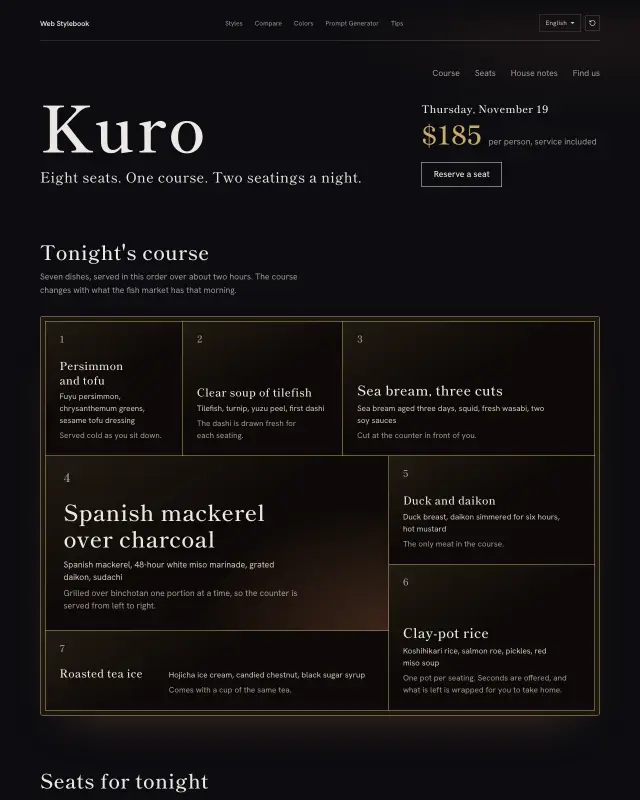 Web Stylebook
Styles
Compare
Colors
Prompt Generator
Tips
English
Course
Seats
House notes
Find us
Kuro
Eight seats. One course. Two seatings a night.
Thursday, November 19
$185 per person, service included
Reserve a seat
Tonight's course
Seven dishes, served in this order over about two hours. The course
changes with what the fish market has that morning.
1
Persimmon
and tofu
Fuyu persimmon,
chrysanthemum greens,
sesame tofu dressing
Served cold as you sit down.
2
Clear soup of tilefish
Tilefish, turnip, yuzu peel, first dashi
The dashi is drawn fresh for
each seating.
3
Sea bream, three cuts
Sea bream aged three days, squid, fresh wasabi, two
soy sauces
Cut at the counter in front of you.
4
Spanish mackerel
over charcoal
Spanish mackerel, 48-hour white miso marinade, grated
daikon, sudachi
Grilled over binchotan one portion at a time, so the counter is
served from left to right.
5
Duck and daikon
Duck breast, daikon simmered for six hours,
hot mustard
The only meat in the course.
6
Clay-pot rice
Koshihikari rice, salmon roe, pickles, red
miso soup
One pot per seating. Seconds are offered, and
what is left is wrapped for you to take home.
7
Roasted tea ice
Hojicha ice cream, candied chestnut, black sugar syrup
Comes with a cup of the same tea.
Seats for tonight